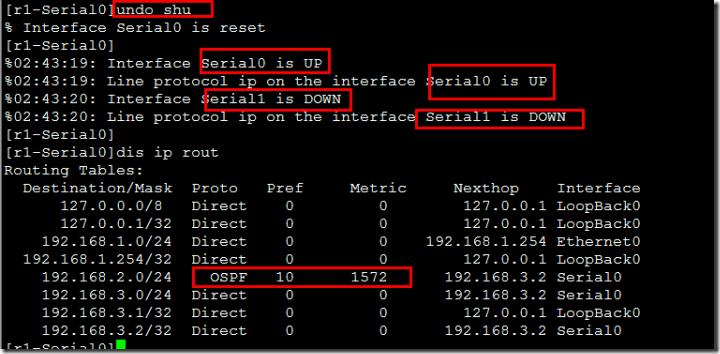 [r1-Serial0]undo shu
% Interface Serial0 is reset
[r1-Serial0]
%02:43:19: Interface Serial0 is UP
%02:43:19: Line protocol ip on the interface Serial0 is UP
%02:43:20: Interface Serial1 is DOWN
%02:43:20: Line protocol ip on the interface Serial1 is DOWN
[r1-Serial0]
[r1-Serial0]dis ip rout
Routing Tables:
Destination/Mask Proto Pref Metric Nexthop Interface
127.0.0.0/8 Direct 0 0 127.0.0.1 LoopBack0
127.0.0.1/32 Direct 0 0 127.0.0.1 LoopBack0
192.168.1.0/24 Direct 0 0 192.168.1.254 Ethernet0
192.168.1.254/32 Direct 0 0 127.0.0.1 LoopBack0
192.168.2.0/24 OSPF 10 1572 192.168.3.2 Serial0
192.168.3.0/24 Direct 0 0 192.168.3.2 Serial0
192.168.3.1/32 Direct 0 0 127.0.0.1 LoopBack0
192.168.3.2/32 Direct 0 0 192.168.3.2 Serial0
[r1-Serial0]